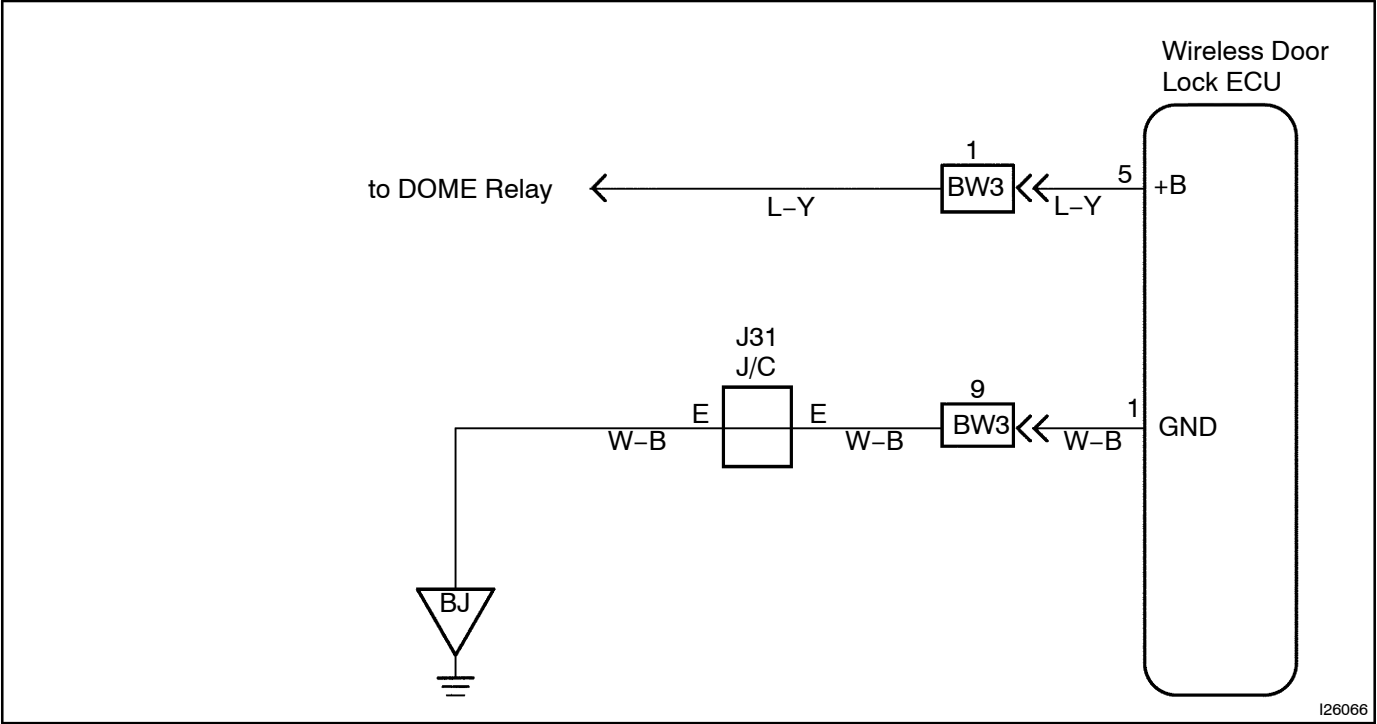 Wireless Door
Lock ECU
1
to DOME Relay
BW3
5
+B
L−Y
L−Y
J31
J/C
9
E
E
BW3
1
GND
W−B
W−B
W−B
BJ
I26066